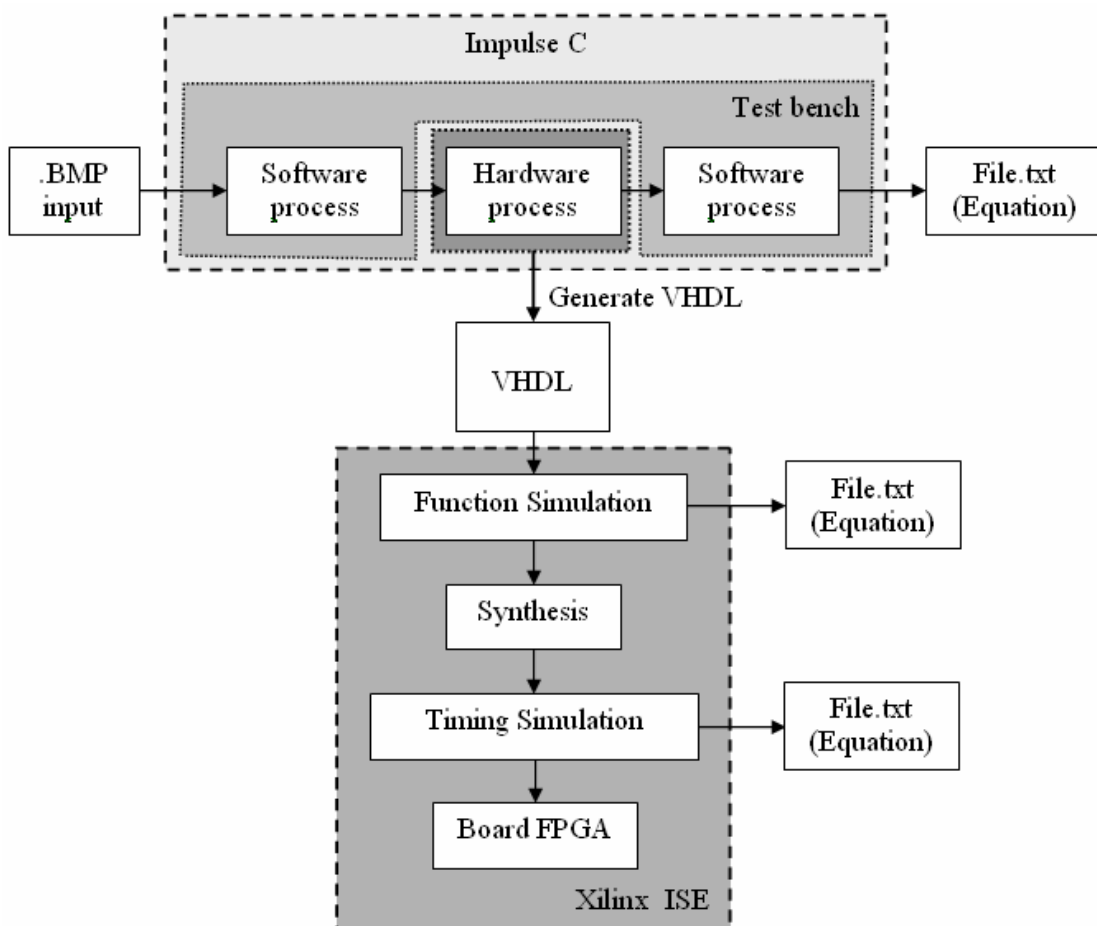 Impulse C
Test bench
.BMP
input
Software
process
Hardware
process
Software
process
File.txt
(Equation)
Generate VHDL
VHDL
Function Simulation
File.txt
(Equation)
Synthesis
Timing Simulation
File.txt
(Equation)
Board FPGA
Xilinx ISE